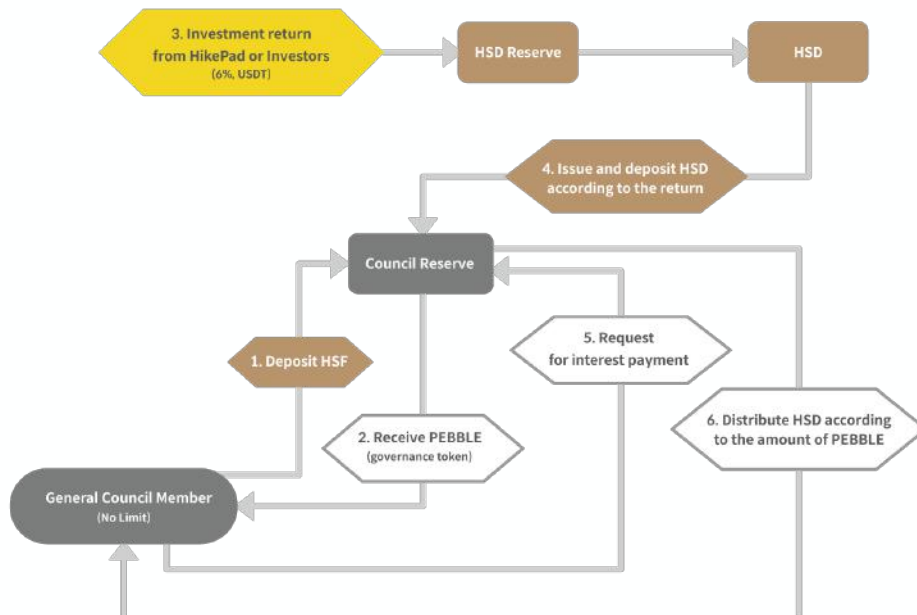 3. Investment return
from HikePad or Investors
(6%, USDT)
HSD Reserve
HSD
4. Issue and deposit HSD
according to the return
Council Reserve
1. Deposit HSF
5. Request
for interest payment
2. Receive PEBBLE
(governance token)
6. Distribute HSD according
to the amount of PEBBLE
General Council Member
(No Limit)